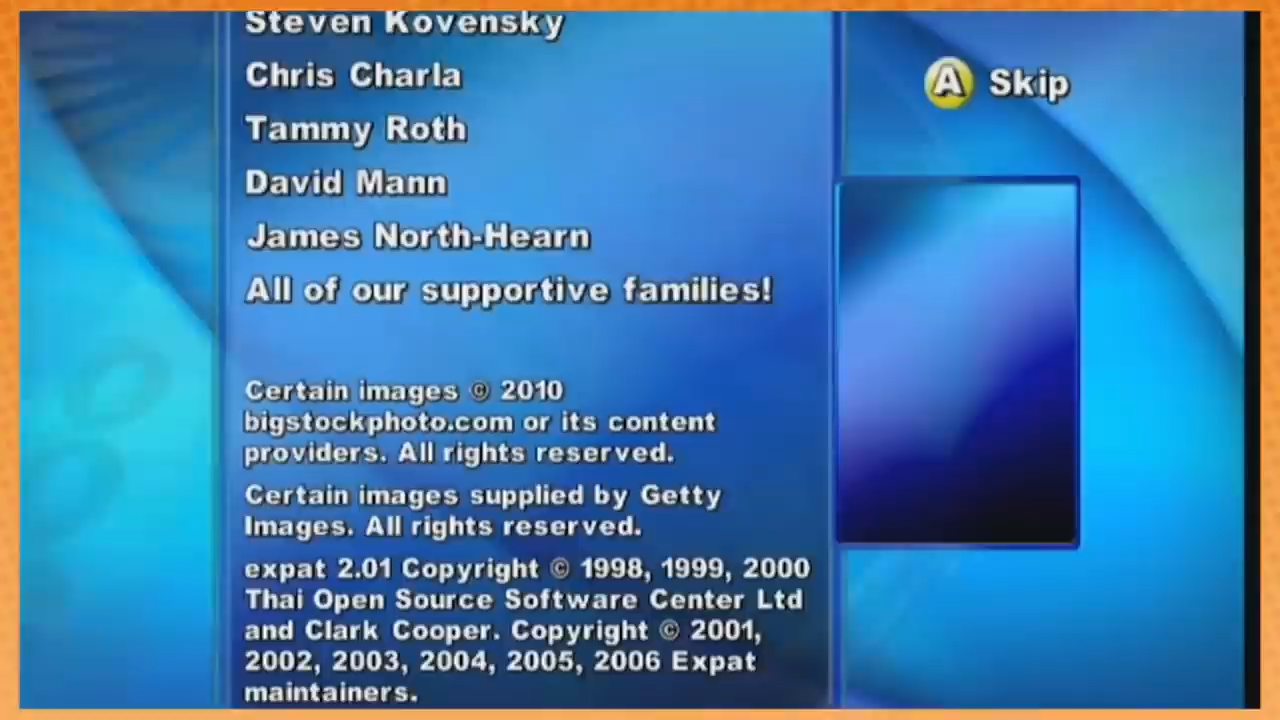 Steven Kovensky
A Skip
Chris Charla
Tammy Roth
David Mann
James North-Hearn
All of our supportive families!
Certain images © 2010
bigstockphoto.com or its content
providers. All rights reserved.
Certain images supplied by Getty
Images. All rights reserved.
expat 2.01 Copyright © 1998, 1999, 2000
Thai Open Source Software Center Ltd
and Clark Cooper. Copyright © 2001,
2002, 2003, 2004, 2005, 2006 Expat
maintainers.